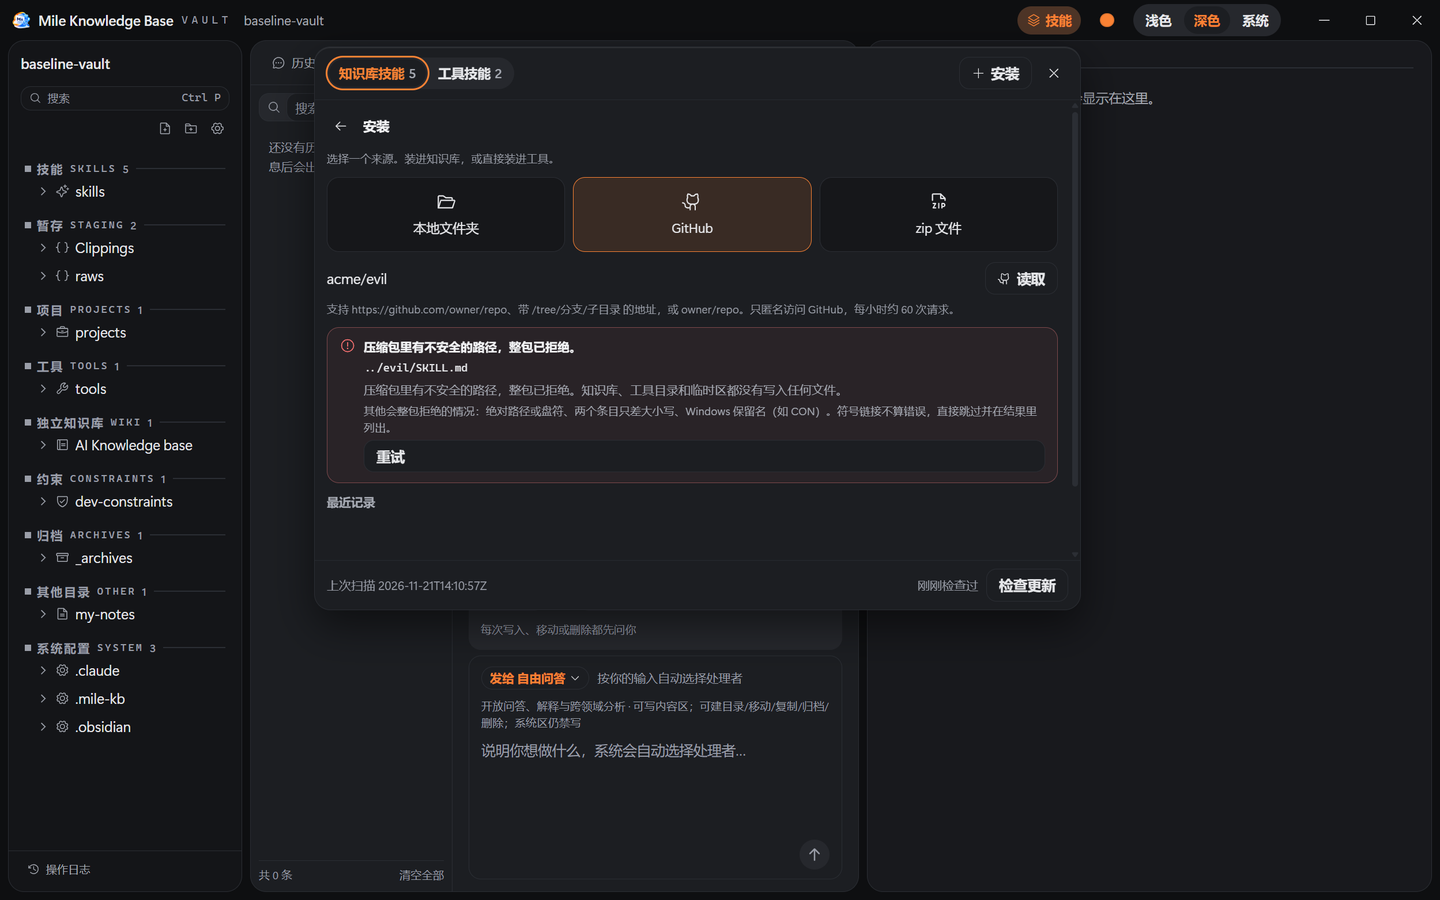 Mile Knowledge Base VAULT baseline-vault
技能
浅色 深色 系统
baseline-vault
搜索 Ctrl P
技能 SKILLS 5
skills
暂存 STAGING 2
Clippings
raws
项目 PROJECTS 1
projects
工具 TOOLS 1
tools
独立知识库 WIKI 1
AI Knowledge base
约束 CONSTRAINTS 1
dev-constraints
归档 ARCHIVES 1
_archives
其他目录 OTHER 1
my-notes
系统配置 SYSTEM 3
.claude
.mile-kb
.obsidian
操作日志
历史
搜索
还没有历
息后会出
共 0 条 清空全部
知识库技能 5 工具技能 2
安装
安装
选择一个来源。装进知识库，或直接装进工具。
本地文件夹
GitHub
ZIP
zip 文件
acme/evil
读取
支持 https://github.com/owner/repo、带 /tree/分支/子目录 的地址，或 owner/repo。只匿名访问 GitHub，每小时约 60 次请求。
压缩包里有不安全的路径，整包已拒绝。
../evil/SKILL.md
压缩包里有不安全的路径，整包已拒绝。知识库、工具目录和临时区都没有写入任何文件。
其他会整包拒绝的情况：绝对路径或盘符、两个条目只差大小写、Windows 保留名（如 CON）。符号链接不算错误，直接跳过并在结果里
列出。
重试
最近记录
上次扫描 2026-11-21T14:10:57Z
刚刚检查过 检查更新
显示在这里。
每次写入、移动或删除都先问你
发给 自由问答 按你的输入自动选择处理者
开放问答、解释与跨领域分析 · 可写内容区；可建目录/移动/复制/归档/
删除；系统区仍禁写
说明你想做什么，系统会自动选择处理者...